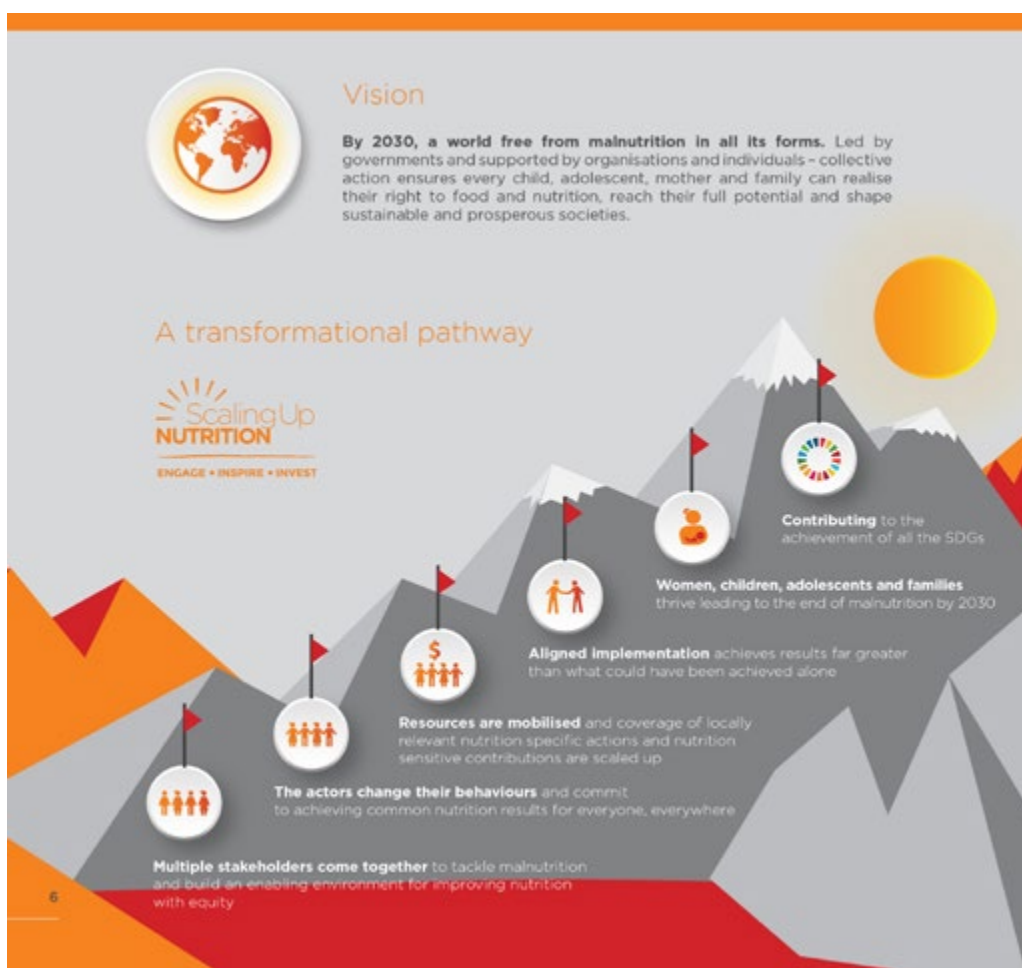 Vision
By 2030, a world free from malnutrition in all its forms. Led by
governments and supported by organisations and individuals – collective
action ensures every child, adolescent, mother and family can realise
their right to food and nutrition, reach their full potential and shape
sustainable and prosperous societies.
A transformational pathway
Scaling Up
NUTRITION
ENGAGE • INSPIRE • INVEST
Contributing to the
achievement of all the SDGs
Women, children, adolescents and families
thrive leading to the end of malnutrition by 2030
Aligned implementation achieves results far greater
than what could have been achieved alone
$
Resources are mobilised and coverage of locally
relevant nutrition specific actions and nutrition
sensitive contributions are scaled up
The actors change their behaviours and commit
to achieving common nutrition results for everyone, everywhere
Multiple stakeholders come together to tackle malnutrition
and build an enabling environment for improving nutrition
with equity
6